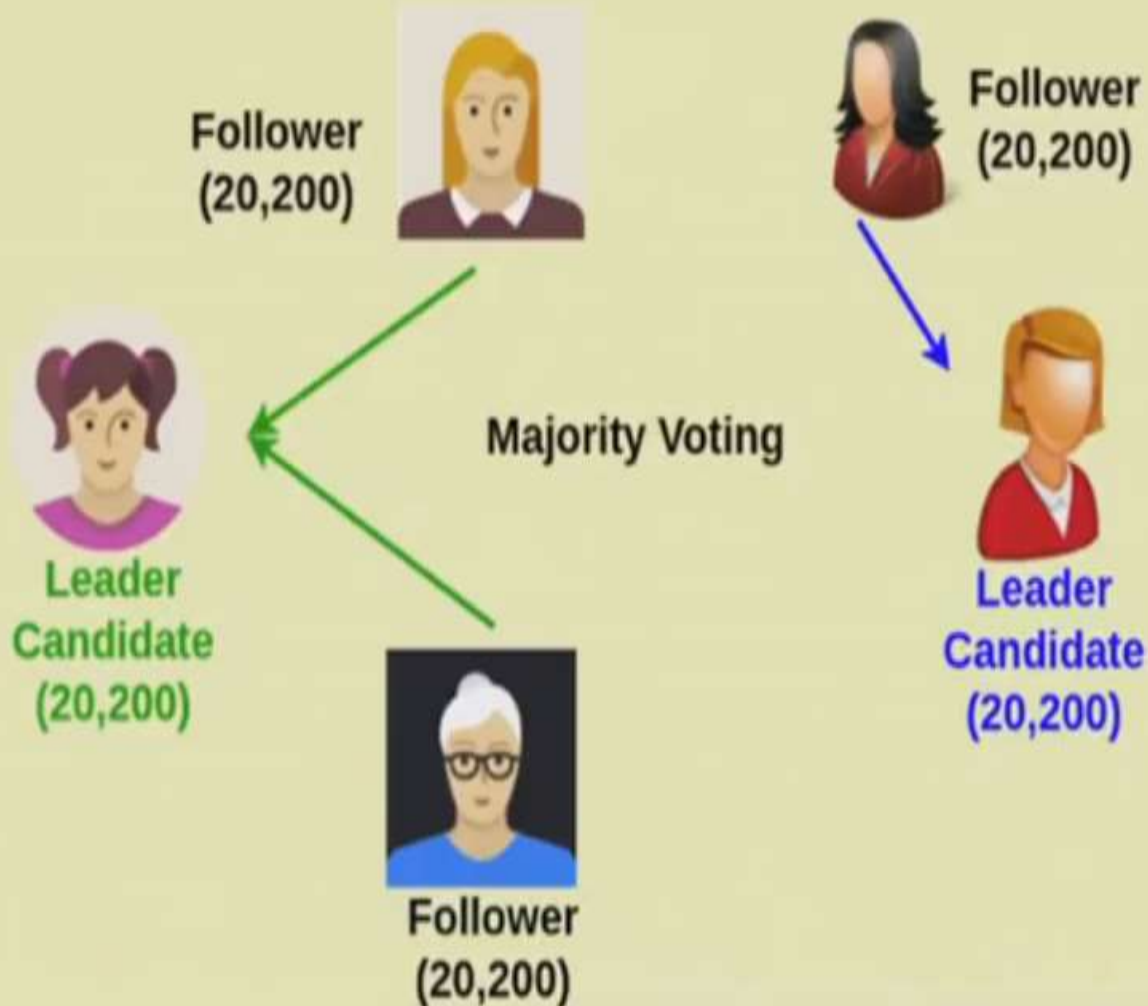 Follower
(20,200)
Follower
(20,200)
Majority Voting
Leader
Candidate
(20,200)
Leader
Candidate
(20,200)
Follower
(20,200)